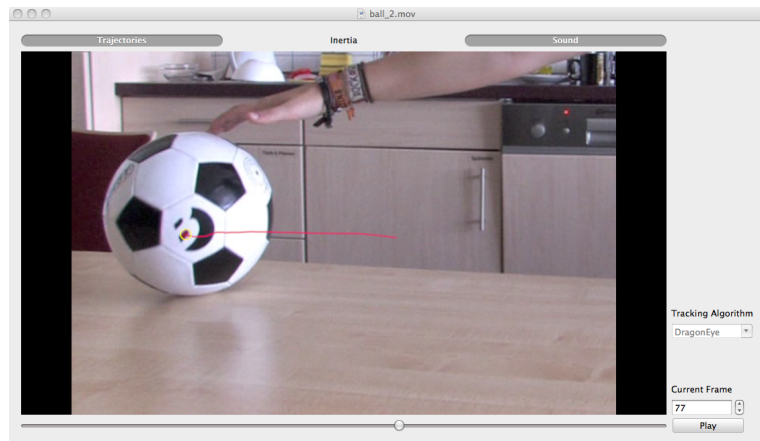 ball_2.mov
Trajectories Inertia Sound
Tracking Algorithm
DragonEye
Current Frame
77
Play